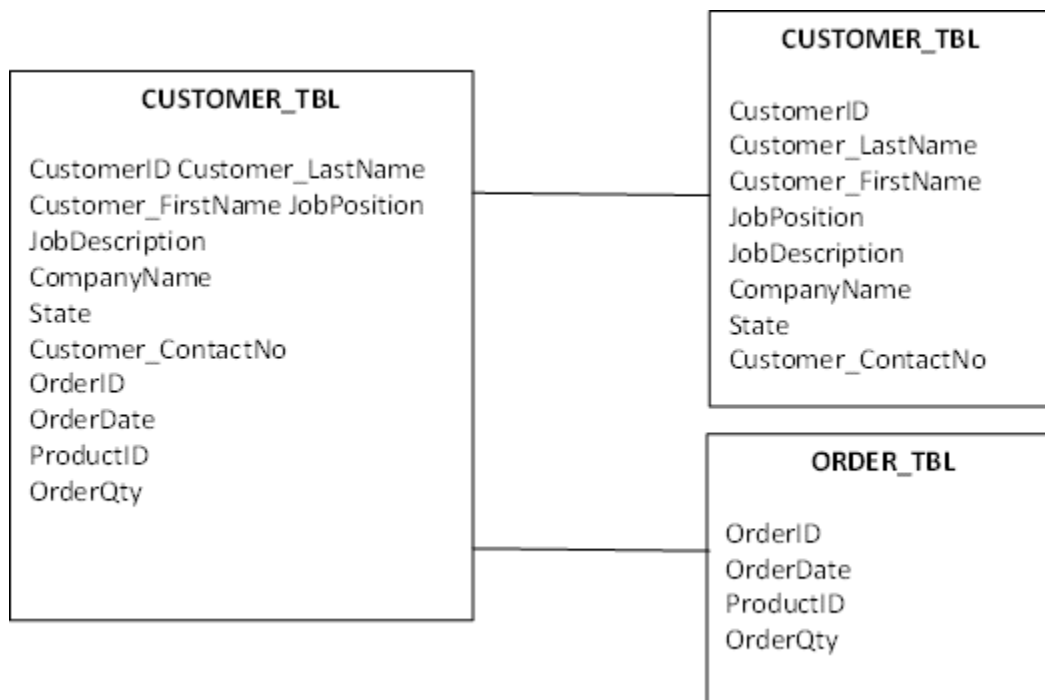 CUSTOMER_TBL
CustomerID Customer_LastName
Customer_FirstName JobPosition
JobDescription
CompanyName
State
Customer_ContactNo
OrderID
OrderDate
ProductID
OrderQty
CUSTOMER_TBL
CustomerID
Customer_LastName
Customer_FirstName
JobPosition
JobDescription
CompanyName
State
Customer_ContactNo
ORDER_TBL
OrderID
OrderDate
ProductID
OrderQty